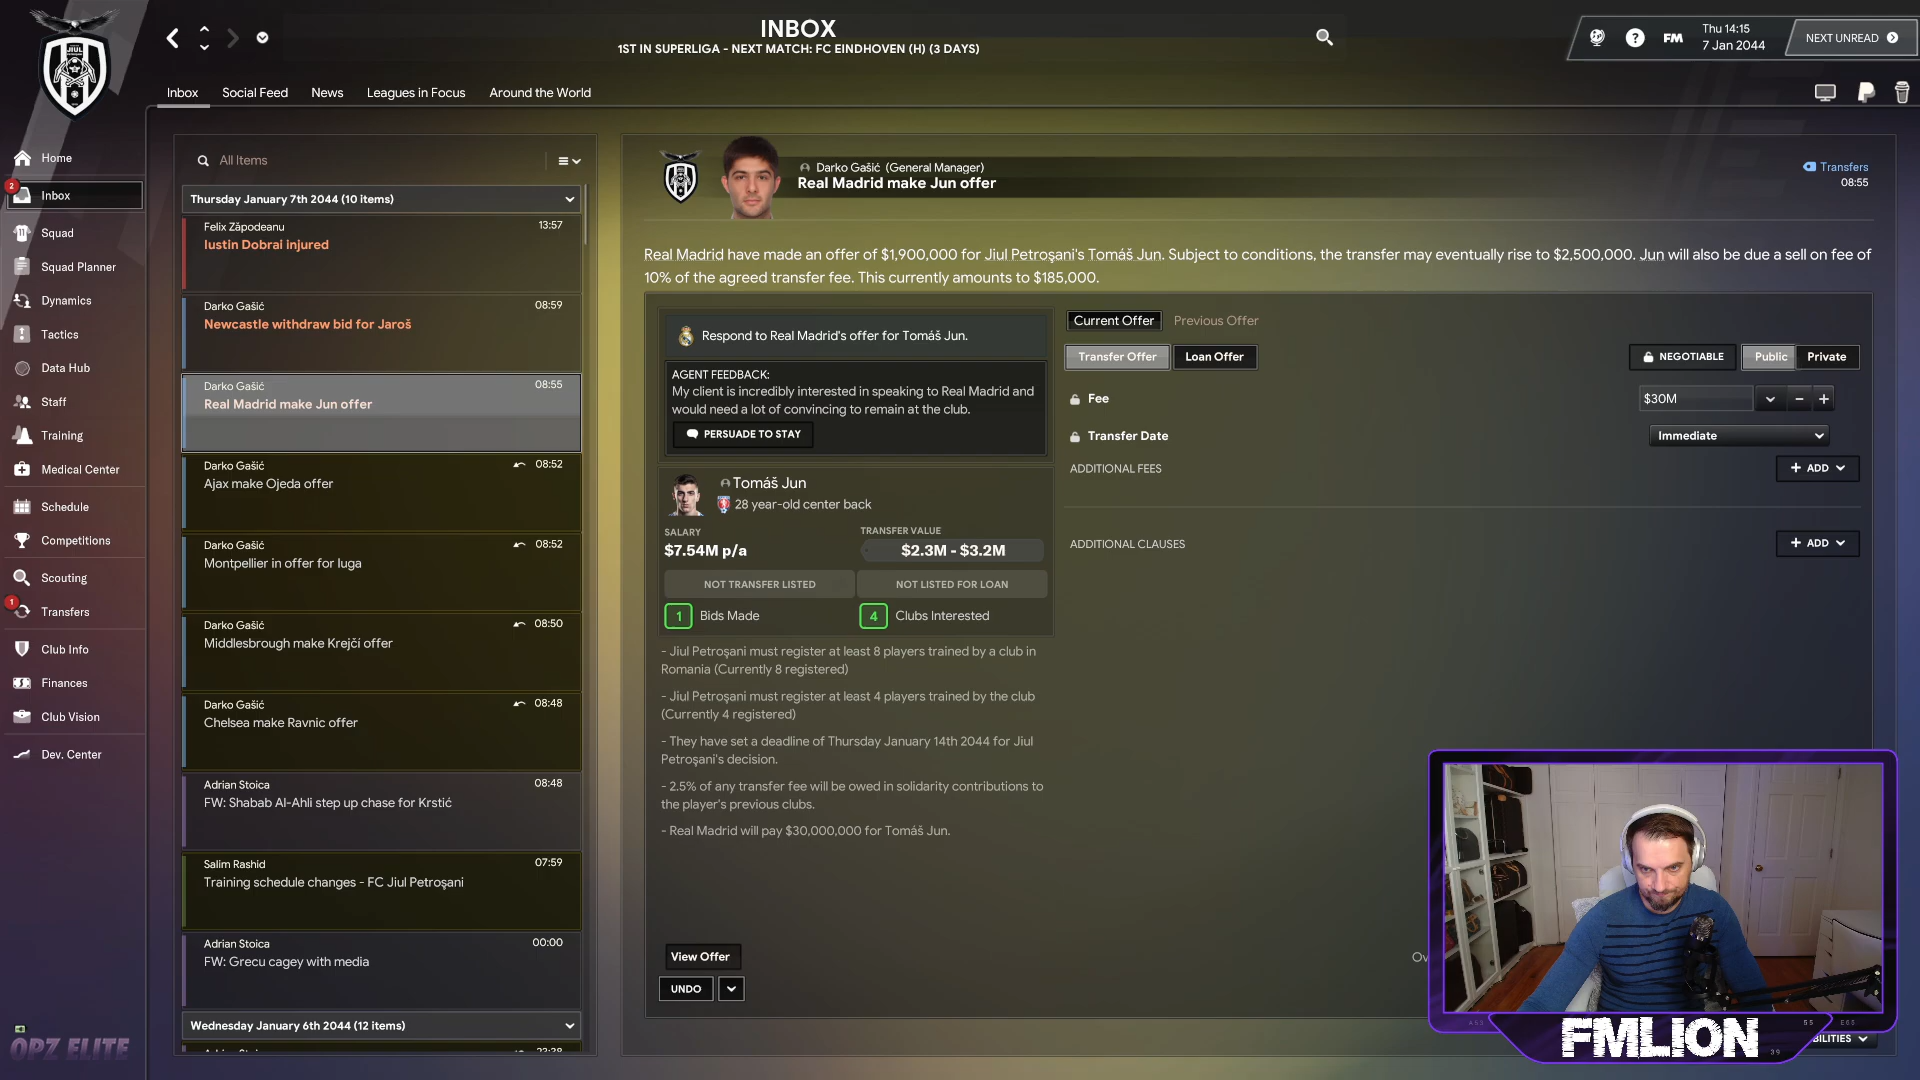 INBOX
1ST IN SUPERLIGA - NEXT MATCH: FC EINDHOVEN (H) (3 DAYS)
FM
Thu 14:15
7 Jan 2044
NEXT UNREAD
Inbox
Social Feed
News
Leagues in Focus
Around the World
Home
2
Inbox
Squad
Squad Planner
Dynamics
Tactics
Data Hub
Staff
Training
Medical Center
Schedule
Competitions
Scouting
1
Transfers
Club Info
Finances
Club Vision
Dev. Center
OPZ ELITE
All Items
Thursday January 7th 2044 (10 items)
Felix Zăpodeanu 13:57
Iustin Dobrai injured
Darko Gašić 08:59
Newcastle withdraw bid for Jaroš
Darko Gašić 08:55
Real Madrid make Jun offer
Darko Gašić 08:52
Ajax make Ojeda offer
Darko Gašić 08:52
Montpellier in offer for Iuga
Darko Gašić 08:50
Middlesbrough make Krejčí offer
Darko Gašić 08:48
Chelsea make Ravnic offer
Adrian Stoica 08:48
FW: Shabab Al-Ahli step up chase for Krstić
Salim Rashid 07:59
Training schedule changes - FC Jiul Petroşani
Adrian Stoica 00:00
FW: Grecu cagey with media
Wednesday January 6th 2044 (12 items)
Darko Gašić (General Manager)
Real Madrid make Jun offer
Transfers
08:55
Real Madrid have made an offer of $1,900,000 for Jiul Petroşani's Tomáš Jun. Subject to conditions, the transfer may eventually rise to $2,500,000. Jun will also be due a sell on fee of
10% of the agreed transfer fee. This currently amounts to $185,000.
Respond to Real Madrid's offer for Tomáš Jun.
AGENT FEEDBACK:
My client is incredibly interested in speaking to Real Madrid and
would need a lot of convincing to remain at the club.
PERSUADE TO STAY
Tomáš Jun
28 year-old center back
SALARY
TRANSFER VALUE
$7.54M p/a
$2.3M - $3.2M
NOT TRANSFER LISTED
NOT LISTED FOR LOAN
1 Bids Made
4 Clubs Interested
- Jiul Petroşani must register at least 8 players trained by a club in
Romania (Currently 8 registered)
- Jiul Petroşani must register at least 4 players trained by the club
(Currently 4 registered)
- They have set a deadline of Thursday January 14th 2044 for Jiul
Petroşani's decision.
- 2.5% of any transfer fee will be owed in solidarity contributions to
the player's previous clubs.
- Real Madrid will pay $30,000,000 for Tomáš Jun.
View Offer
UNDO
Current Offer
Previous Offer
Transfer Offer
Loan Offer
NEGOTIABLE
Public
Private
Fee
$30M
Transfer Date
Immediate
ADDITIONAL FEES
ADD
ADDITIONAL CLAUSES
ADD
FMLION